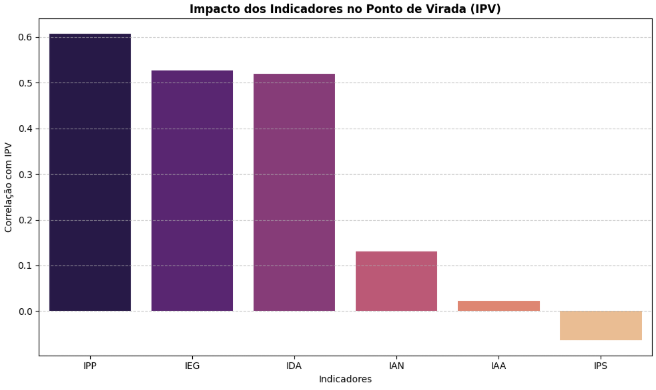 Impacto dos Indicadores no Ponto de Virada (IPV)
Correlação com IPV
0.6
0.5
0.4
0.3
0.2
0.1
0.0
IPP IEG IDA IAN IAA IPS
Indicadores